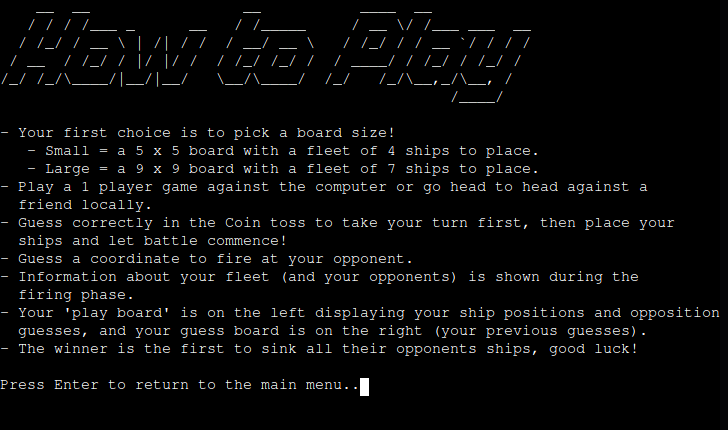 How to Play
- Your first choice is to pick a board size!
- Small = a 5 x 5 board with a fleet of 4 ships to place.
- Large = a 9 x 9 board with a fleet of 7 ships to place.
- Play a 1 player game against the computer or go head to head against a
friend locally.
- Guess correctly in the Coin toss to take your turn first, then place your
ships and let battle commence!
- Guess a coordinate to fire at your opponent.
- Information about your fleet (and your opponents) is shown during the
firing phase.
- Your 'play board' is on the left displaying your ship positions and opposition
guesses, and your guess board is on the right (your previous guesses).
- The winner is the first to sink all their opponents ships, good luck!
Press Enter to return to the main menu..